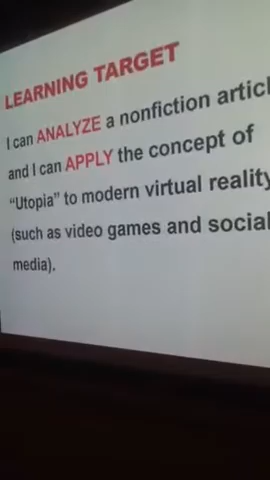 LEARNING TARGET
I can ANALYZE a nonfiction articl
and I can APPLY the concept of
“Utopia” to modern virtual reality
(such as video games and social
media).